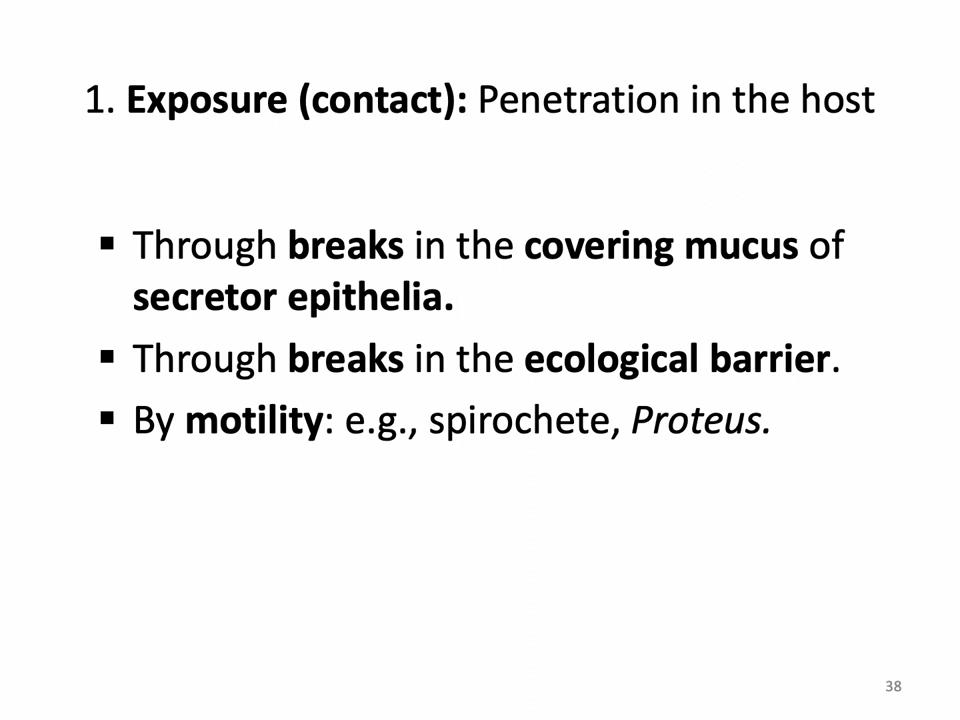 1. Exposure (contact): Penetration in the host
▪ Through breaks in the covering mucus of
secretor epithelia.
▪ Through breaks in the ecological barrier.
▪ By motility: e.g., spirochete, Proteus.
38